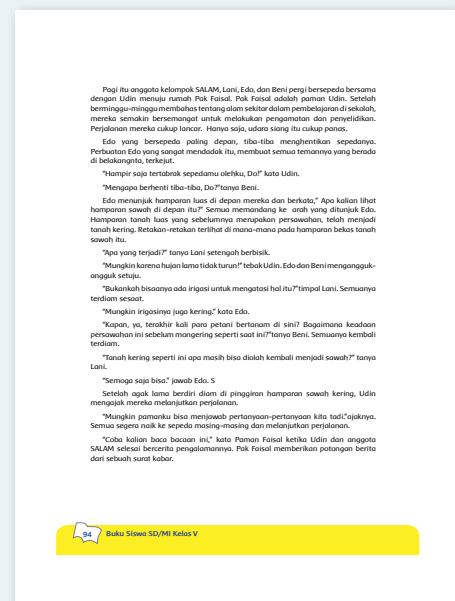 Pagi itu anggota kelompok SALAM, Lani, Edo, dan Beni pergi bersepeda bersama
dengan Udin menuju rumah Pak Faisal. Pak Faisal adalah paman Udin. Setelah
berminggu-minggu membahas tentang alam sekitar dalam pembelajaran di sekolah,
mereka semakin bersemangat untuk melakukan pengamatan dan penyelidikan.
Perjalanan mereka cukup lancar. Hanya saja, udara siang itu cukup panas.
Edo yang bersepeda paling depan, tiba-tiba menghentikan sepedanya.
Perbuatan Edo yang sangat mendadak itu, membuat semua temannya yang berada
di belakangnta, terkejut.
"Hampir saja tertabrak sepedamu olehku, Do!" kata Udin.
"Mengapa berhenti tiba-tiba, Do?"tanya Beni.
Edo menunjuk hamparan luas di depan mereka dan berkata," Apa kalian lihat
hamparan sawah di depan itu?" Semua memandang ke arah yang ditunjuk Edo.
Hamparan tanah luas yang sebelumnya merupakan persawahan, telah menjadi
tanah kering. Retakan-retakan terlihat di mana-mana pada hamparan bekas tanah
sawah itu.
"Apa yang terjadi?" tanya Lani setengah berbisik.
"Mungkin karena hujan lama tidak turun!" tebak Udin. Edo dan Beni mengangguk-
angguk setuju.
"Bukankah bisaanya ada irigasi untuk mengatasi hal itu?"timpal Lani. Semuanya
terdiam sesaat.
"Mungkin irigasinya juga kering," kata Edo.
"Kapan, ya, terakhir kali para petani bertanam di sini? Bagaimana keadaan
persawahan ini sebelum mongering seperti saat ini?"tanya Beni. Semuanya kembali
terdiam.
"Tanah kering seperti ini apa masih bisa diolah kembali menjadi sawah?" tanya
Lani.
"Semoga saja bisa." jawab Edo. S
Setelah agak lama berdiri diam di pinggiran hamparan sawah kering, Udin
mengajak mereka melanjutkan perjalanan.
"Mungkin pamanku bisa menjawab pertanyaan-pertanyaan kita tadi."ajaknya.
Semua segera naik ke sepeda masing-masing dan melanjutkan perjalanan.
"Coba kalian baca bacaan ini," kata Paman Faisal ketika Udin dan anggota
SALAM selesai bercerita pengalamannya. Pak Faisal memberikan potongan berita
dari sebuah surat kabar.
94 Buku Siswa SD/MI Kelas V